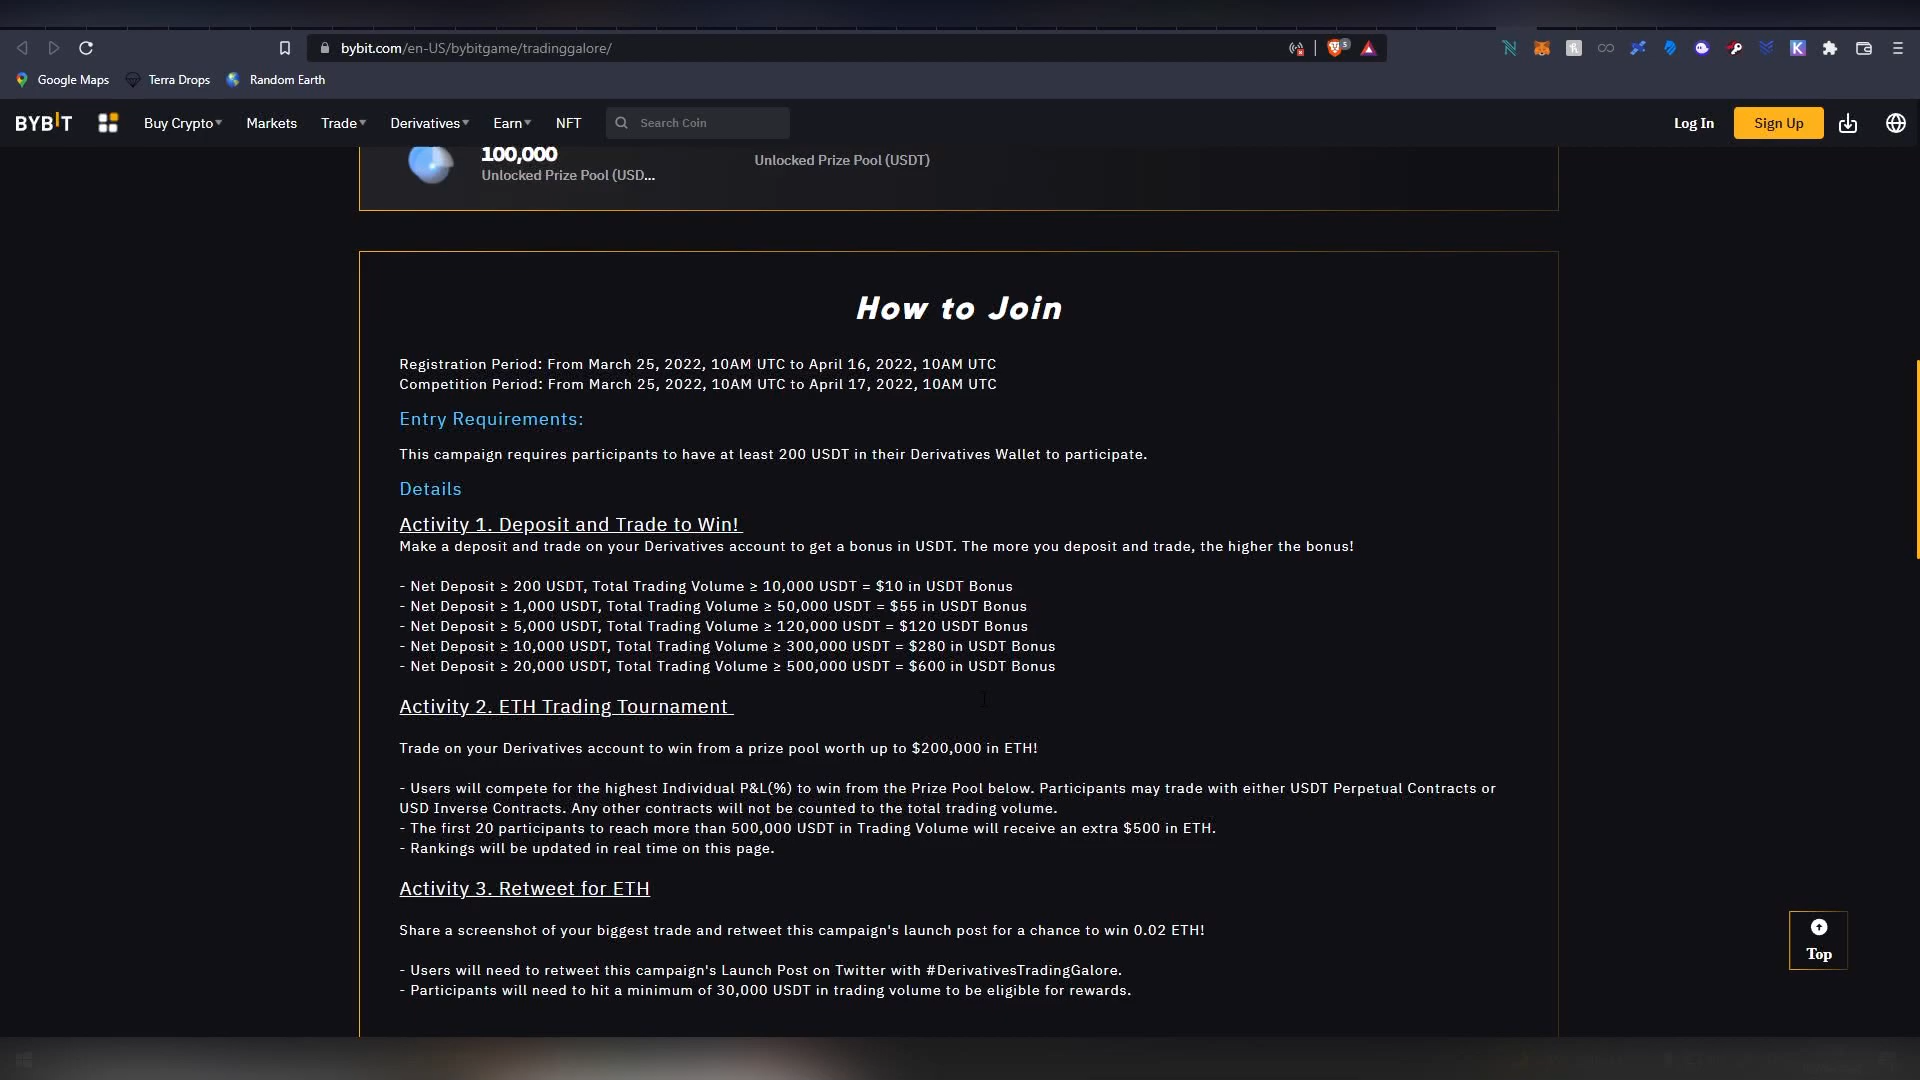 bybit.com/en-US/bybitgame/tradinggalore/
5
K
Google Maps
Terra Drops
Random Earth
BYBIT
Buy Crypto
Markets
Trade
Derivatives
Earn
NFT
Search Coin
Log In
Sign Up
100,000
Unlocked Prize Pool (USD...
Unlocked Prize Pool (USDT)
How to Join
Registration Period: From March 25, 2022, 10AM UTC to April 16, 2022, 10AM UTC
Competition Period: From March 25, 2022, 10AM UTC to April 17, 2022, 10AM UTC
Entry Requirements:
This campaign requires participants to have at least 200 USDT in their Derivatives Wallet to participate.
Details
Activity 1. Deposit and Trade to Win!
Make a deposit and trade on your Derivatives account to get a bonus in USDT. The more you deposit and trade, the higher the bonus!
- Net Deposit ≥ 200 USDT, Total Trading Volume ≥ 10,000 USDT = $10 in USDT Bonus
- Net Deposit ≥ 1,000 USDT, Total Trading Volume ≥ 50,000 USDT = $55 in USDT Bonus
- Net Deposit ≥ 5,000 USDT, Total Trading Volume ≥ 120,000 USDT = $120 USDT Bonus
- Net Deposit ≥ 10,000 USDT, Total Trading Volume ≥ 300,000 USDT = $280 in USDT Bonus
- Net Deposit ≥ 20,000 USDT, Total Trading Volume ≥ 500,000 USDT = $600 in USDT Bonus
Activity 2. ETH Trading Tournament
Trade on your Derivatives account to win from a prize pool worth up to $200,000 in ETH!
- Users will compete for the highest Individual P&L(%) to win from the Prize Pool below. Participants may trade with either USDT Perpetual Contracts or
USD Inverse Contracts. Any other contracts will not be counted to the total trading volume.
- The first 20 participants to reach more than 500,000 USDT in Trading Volume will receive an extra $500 in ETH.
- Rankings will be updated in real time on this page.
Activity 3. Retweet for ETH
Share a screenshot of your biggest trade and retweet this campaign's launch post for a chance to win 0.02 ETH!
- Users will need to retweet this campaign's Launch Post on Twitter with #DerivativesTradingGalore.
- Participants will need to hit a minimum of 30,000 USDT in trading volume to be eligible for rewards.
Top